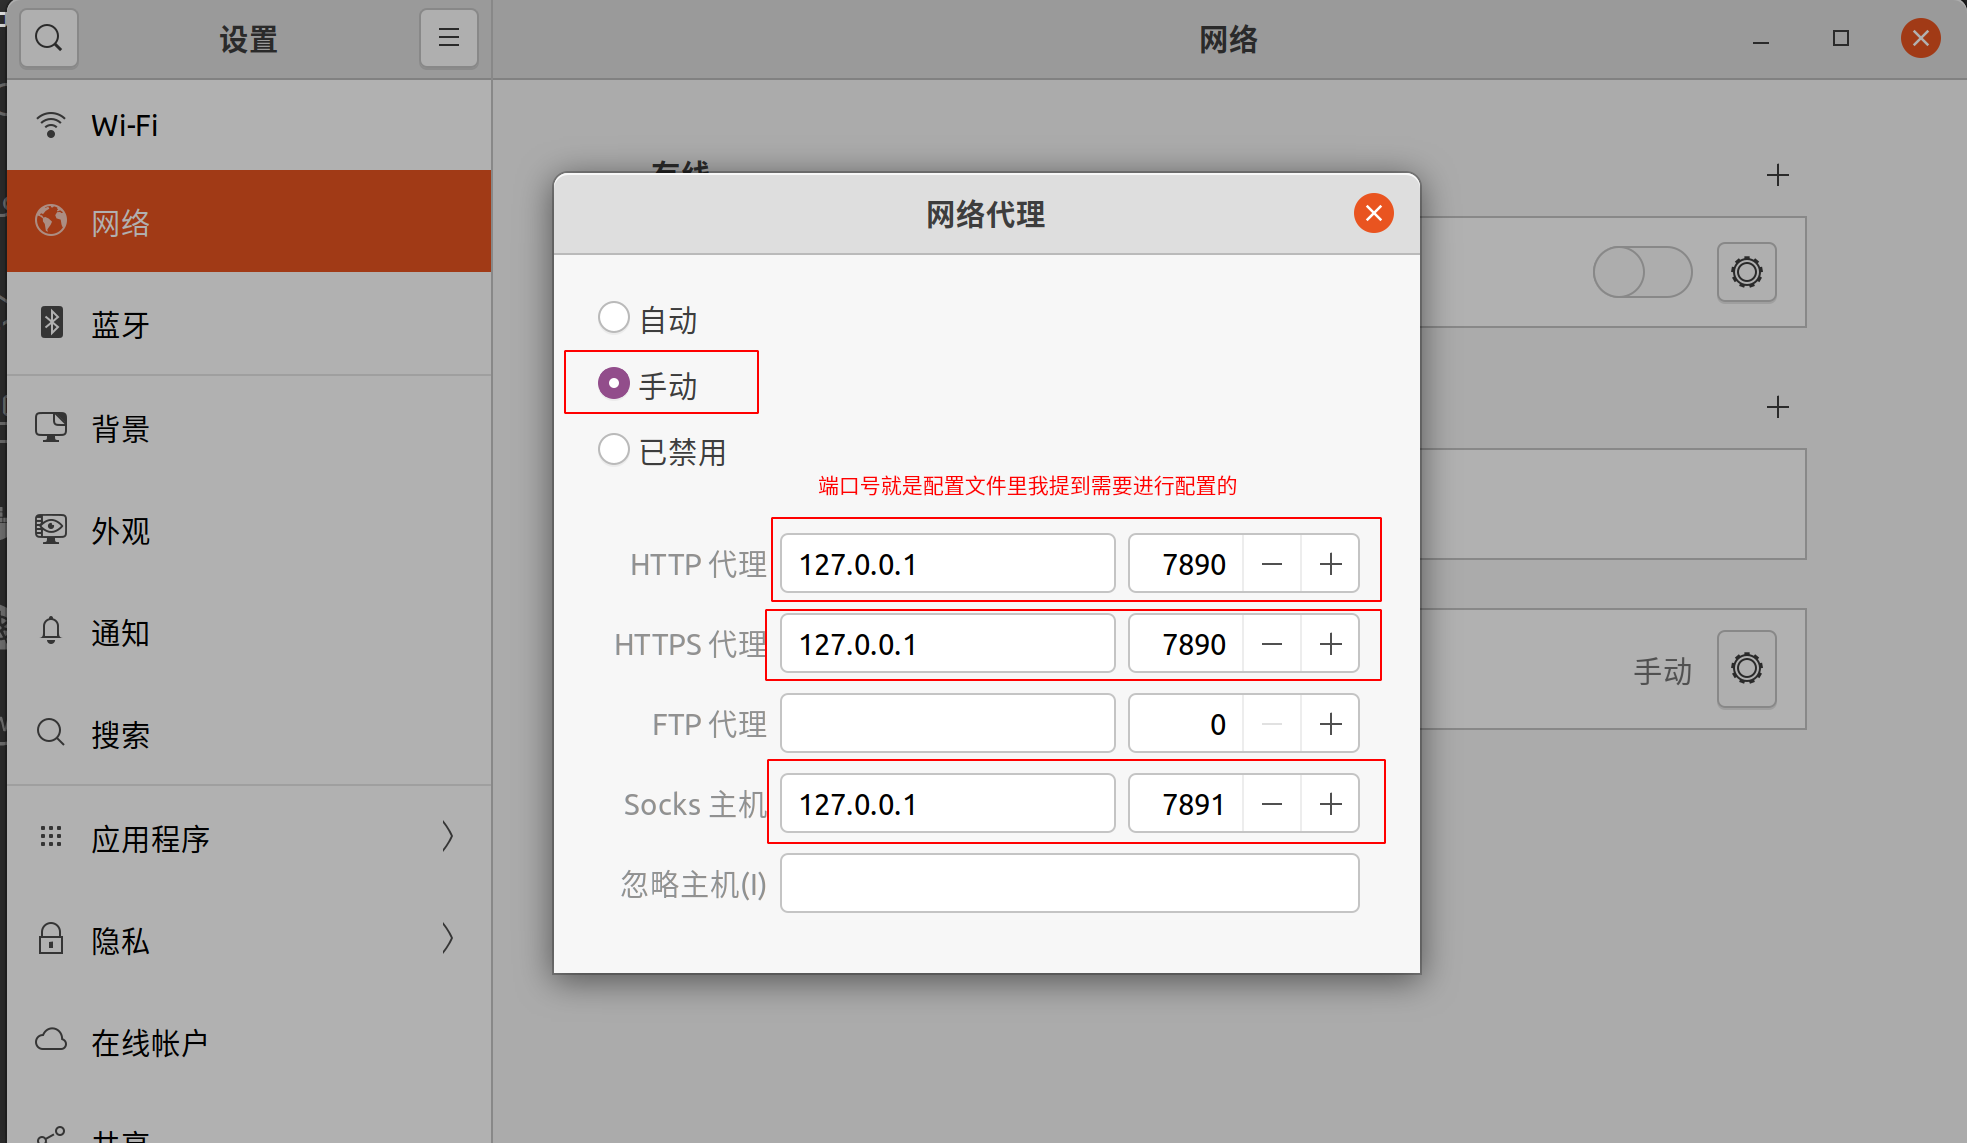 设置
网络
Wi-Fi
网络
蓝牙
背景
外观
通知
搜索
应用程序
隐私
在线帐户
共享
有线
手动
网络代理
自动
手动
已禁用
端口号就是配置文件里我提到需要进行配置的
HTTP 代理 127.0.0.1 7890
HTTPS 代理 127.0.0.1 7890
FTP 代理 0
Socks 主机 127.0.0.1 7891
忽略主机(I)